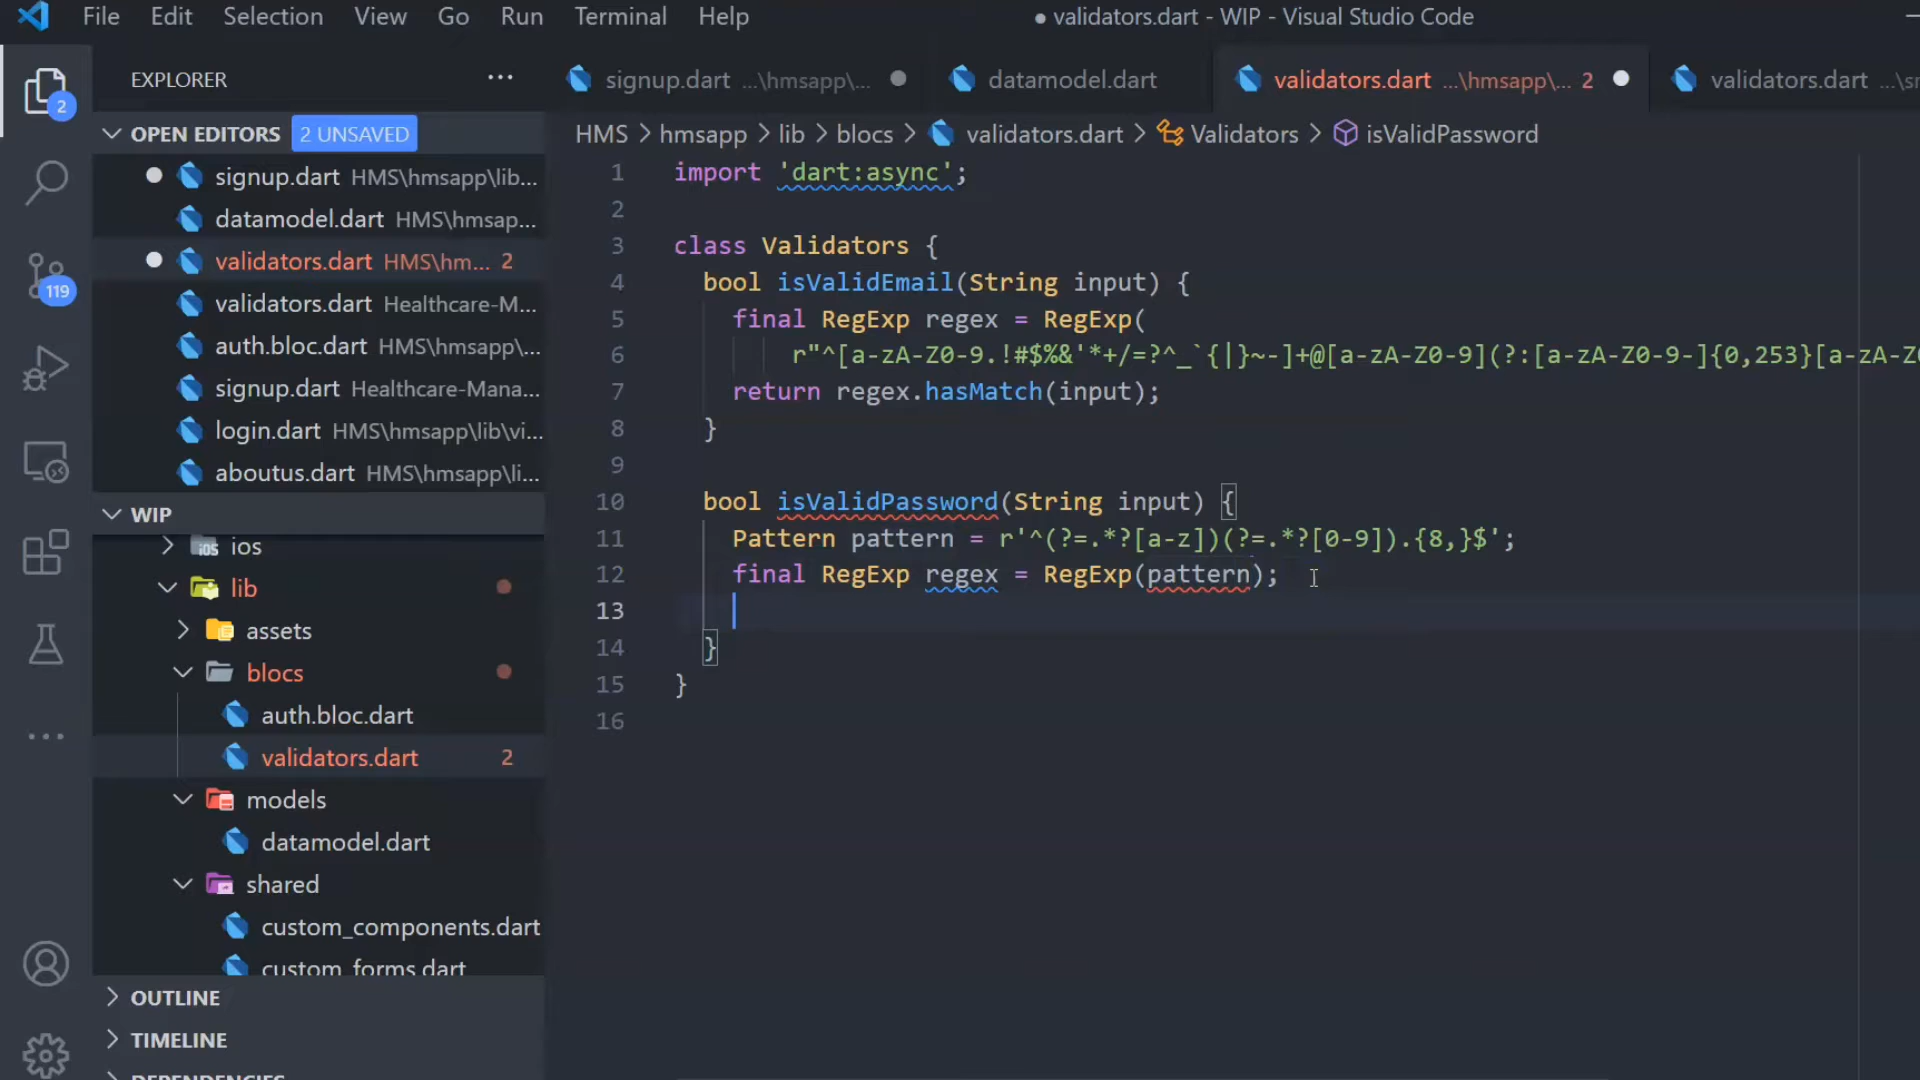 File Edit Selection View Go Run Terminal Help
● validators.dart - WIP - Visual Studio Code
EXPLORER
signup.dart ...\hmsapp\...
datamodel.dart
validators.dart ...\hmsapp\... 2
validators.dart ...\sr
OPEN EDITORS 2 UNSAVED
HMS > hmsapp > lib > blocs > validators.dart > Validators > isValidPassword
signup.dart HMS\hmsapp\lib...
datamodel.dart HMS\hmsap...
validators.dart HMS\hm... 2
validators.dart Healthcare-M...
auth.bloc.dart HMS\hmsapp\...
signup.dart Healthcare-Mana...
login.dart HMS\hmsapp\lib\vi...
aboutus.dart HMS\hmsapp\li...
WIP
ios
lib
assets
blocs
auth.bloc.dart
validators.dart 2
models
datamodel.dart
shared
custom_components.dart
custom_forms.dart
OUTLINE
TIMELINE
DEPENDENCIES
2
119
1 import 'dart:async';
2
3 class Validators {
4 bool isValidEmail(String input) {
5 final RegExp regex = RegExp(
6 r"^[a-zA-Z0-9.!#$%&'*+/=?^_`{|}~-]+@[a-zA-Z0-9](?:[a-zA-Z0-9-]{0,253}[a-zA-Z0
7 return regex.hasMatch(input);
8 }
9
10 bool isValidPassword(String input) {
11 Pattern pattern = r'^(?=.*?[a-z])(?=.*?[0-9]).{8,}$';
12 final RegExp regex = RegExp(pattern);
13
14 }
15 }
16